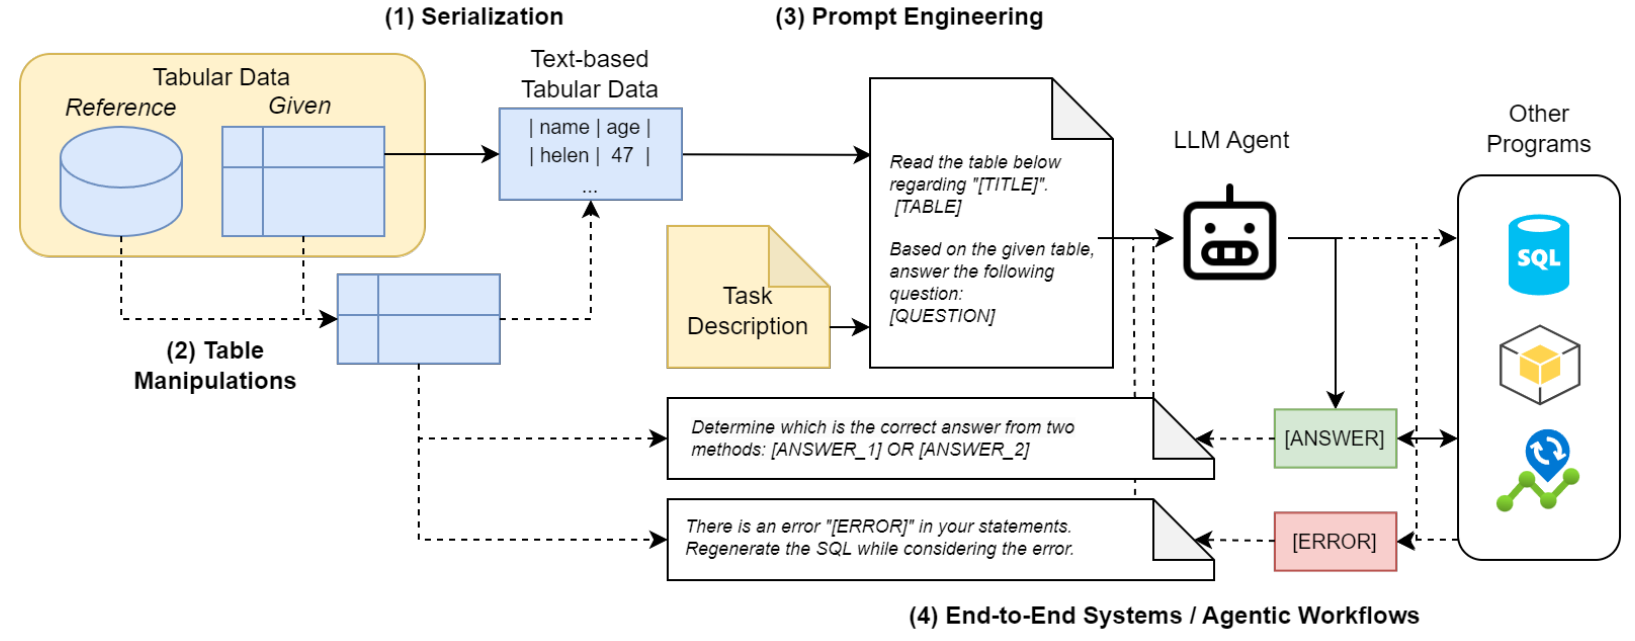 (1) Serialization
(3) Prompt Engineering
Tabular Data
Reference
Given
Text-based
Tabular Data
| name | age |
| helen | 47 |
...
Read the table below
regarding "[TITLE]".
[TABLE]
Based on the given table,
answer the following
question:
[QUESTION]
LLM Agent
Other
Programs
SQL
Task
Description
(2) Table
Manipulations
Determine which is the correct answer from two
methods: [ANSWER_1] OR [ANSWER_2]
[ANSWER]
There is an error "[ERROR]" in your statements.
Regenerate the SQL while considering the error.
[ERROR]
(4) End-to-End Systems / Agentic Workflows